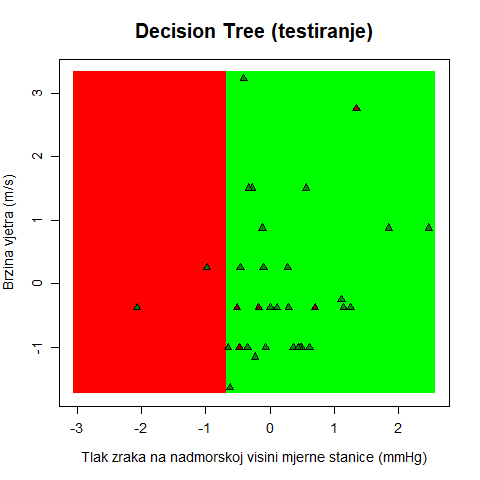 Decision Tree (testiranje)
3
2
1
0
-1
Brzina vjetra (m/s)
-3 -2 -1 0 1 2
Tlak zraka na nadmorskoj visini mjerne stanice (mmHg)